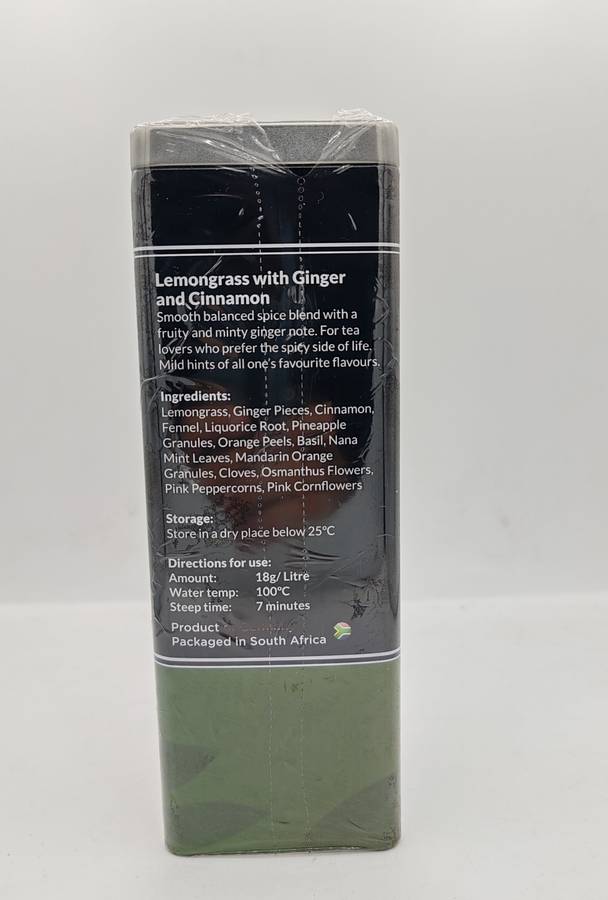 Lemongrass with Ginger
and Cinnamon
Smooth balanced spice blend with a
fruity and minty ginger note. For tea
lovers who prefer the spicy side of life.
Mild hints of all one's favourite flavours.
Ingredients:
Lemongrass, Ginger Pieces, Cinnamon,
Fennel, Liquorice Root, Pineapple
Granules, Orange Peels, Basil, Nana
Mint Leaves, Mandarin Orange
Granules, Cloves, Osmanthus Flowers,
Pink Peppercorns, Pink Cornflowers
Storage:
Store in a dry place below 25°C
Directions for use:
Amount: 18g/ Litre
Water temp: 100°C
Steep time: 7 minutes
Product
Packaged in South Africa